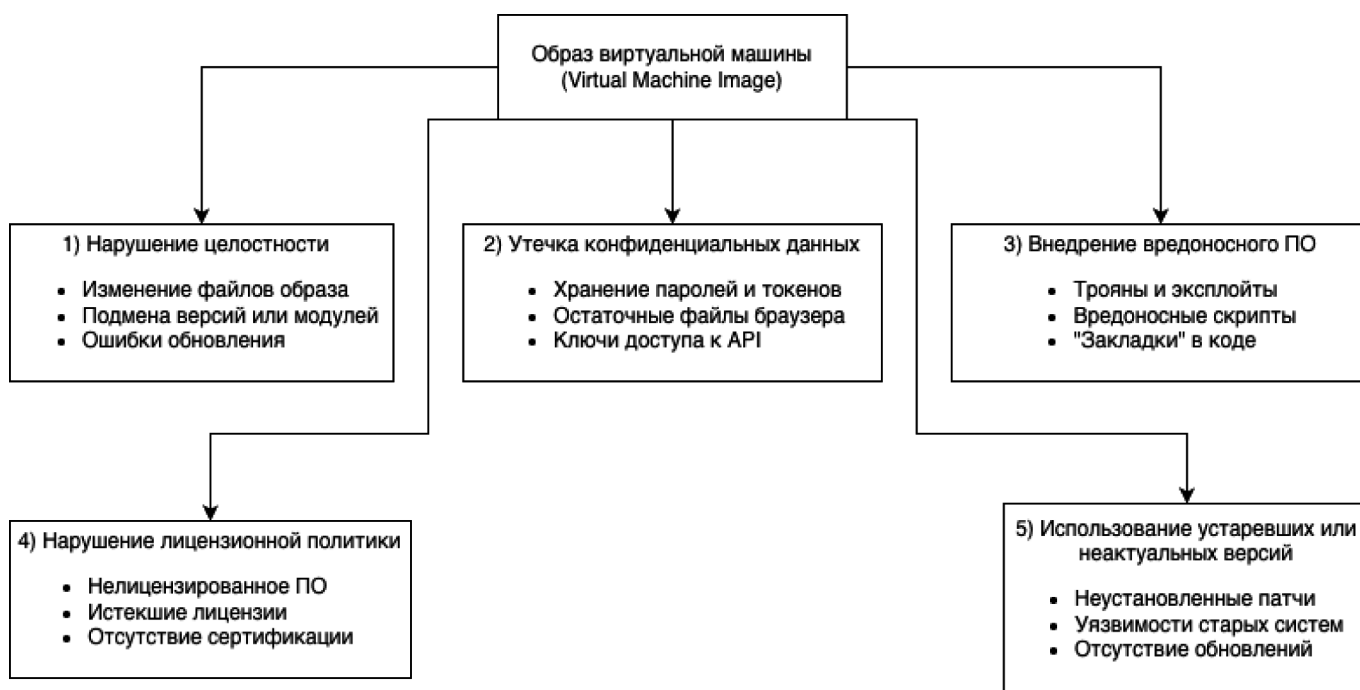 Образ виртуальной машины
(Virtual Machine Image)
1) Нарушение целостности
• Изменение файлов образа
• Подмена версий или модулей
• Ошибки обновления
2) Утечка конфиденциальных данных
• Хранение паролей и токенов
• Остаточные файлы браузера
• Ключи доступа к API
3) Внедрение вредоносного ПО
• Трояны и эксплойты
• Вредоносные скрипты
• "Закладки" в коде
4) Нарушение лицензионной политики
• Нелицензированное ПО
• Истекшие лицензии
• Отсутствие сертификации
5) Использование устаревших или
неактуальных версий
• Неустановленные патчи
• Уязвимости старых систем
• Отсутствие обновлений